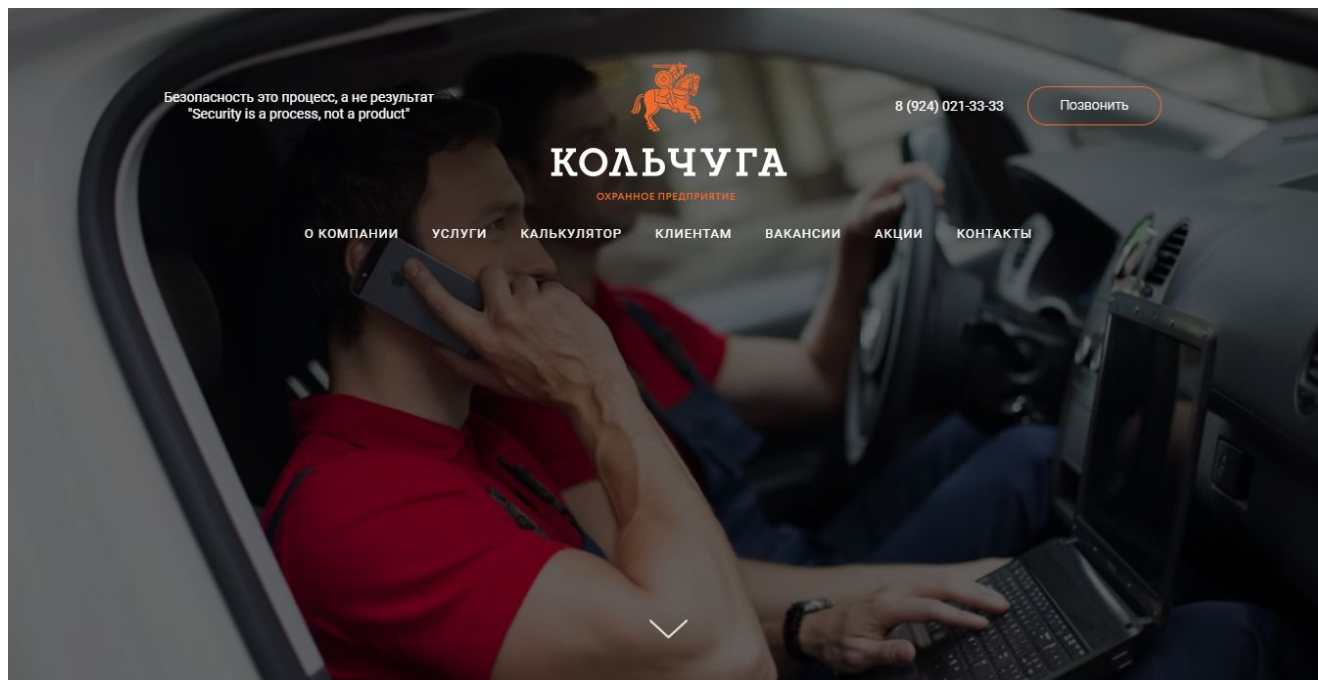 Безопасность это процесс, а не результат
"Security is a process, not a product"
8 (924) 021-33-33
Позвонить
КОЛЬЧУГА
ОХРАННОЕ ПРЕДПРИЯТИЕ
О КОМПАНИИ УСЛУГИ КАЛЬКУЛЯТОР КЛИЕНТАМ ВАКАНСИИ АКЦИИ КОНТАКТЫ